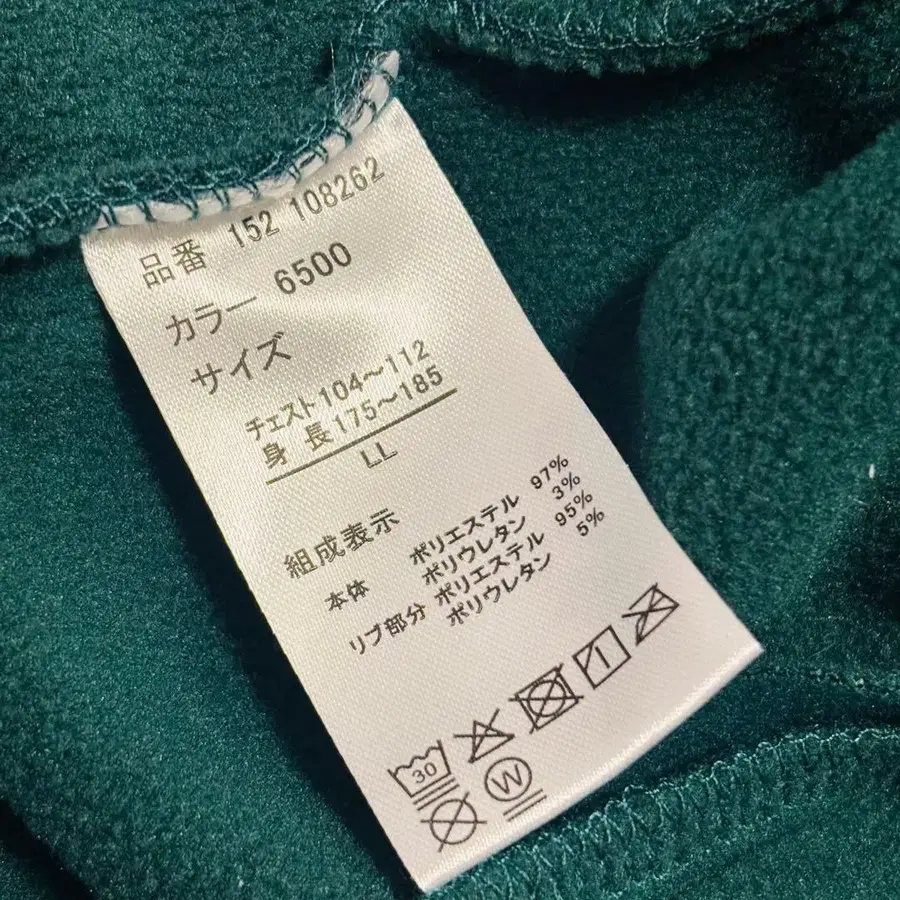 品番 152 108262
カラー 6500
サイズ
チェスト104〜112
身 長175〜185
LL
組成表示
本体 ポリエステル 97%
ポリウレタン 3%
リブ部分 ポリエステル 95%
ポリウレタン 5%
30
W